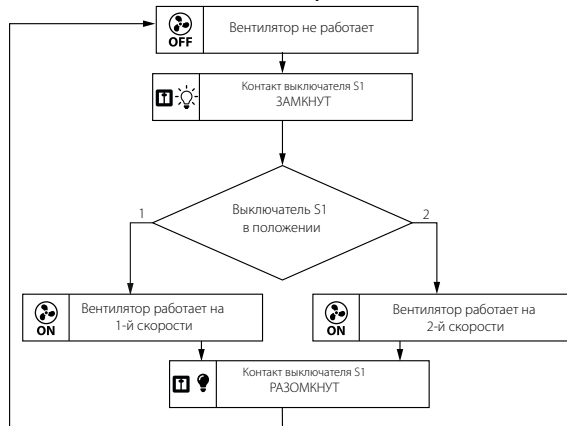 OFF
Вентилятор не работает
Контакт выключателя S1
ЗАМКНУТ
Выключатель S1
в положении
1
2
ON
Вентилятор работает на
1-й скорости
ON
Вентилятор работает на
2-й скорости
Контакт выключателя S1
РАЗОМКНУТ